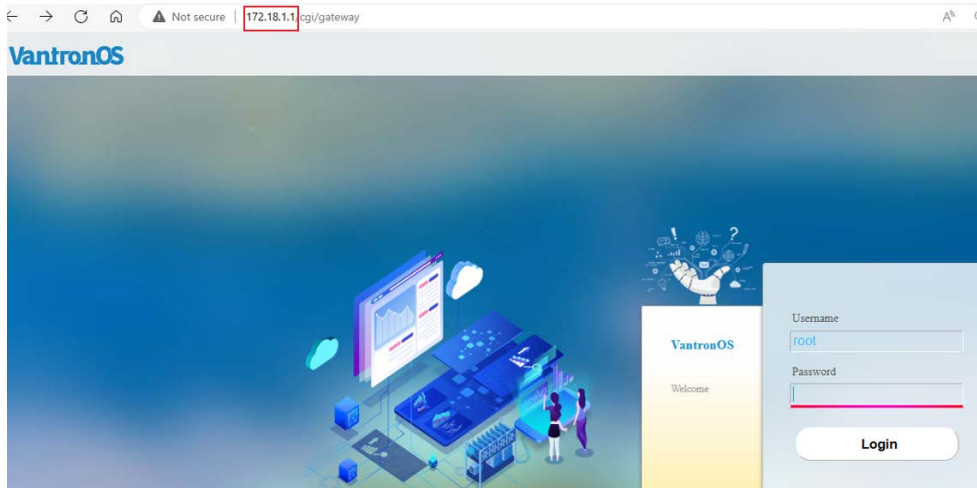 Not secure 172.18.1.1/cgi/gateway
VantronOS
Username
root
VantronOS
Password
Welcome
Login